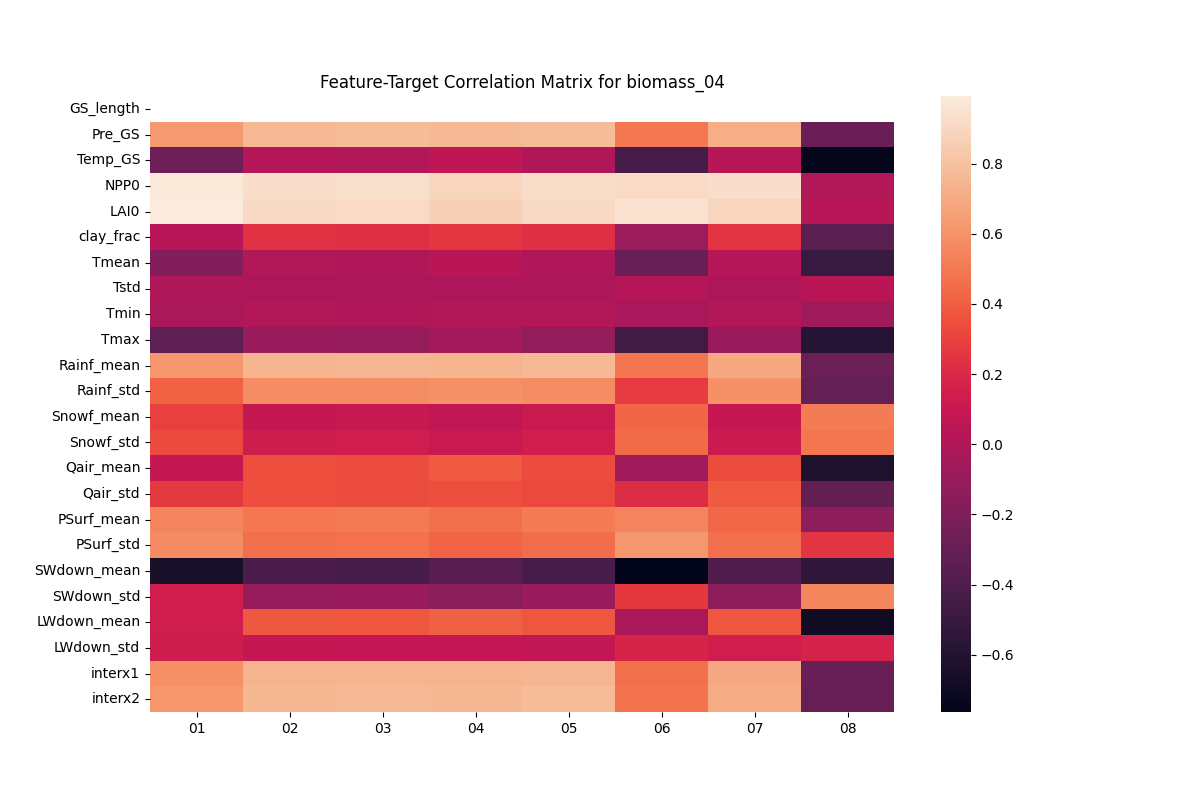 Feature-Target Correlation Matrix for biomass_04
GS_length
Pre_GS
Temp_GS
NPP0
LAI0
clay_frac
Tmean
Tstd
Tmin
Tmax
Rainf_mean
Rainf_std
Snowf_mean
Snowf_std
Qair_mean
Qair_std
PSurf_mean
PSurf_std
SWdown_mean
SWdown_std
LWdown_mean
LWdown_std
interx1
interx2
01 02 03 04 05 06 07 08
0.8
0.6
0.4
0.2
0.0
−0.2
−0.4
−0.6